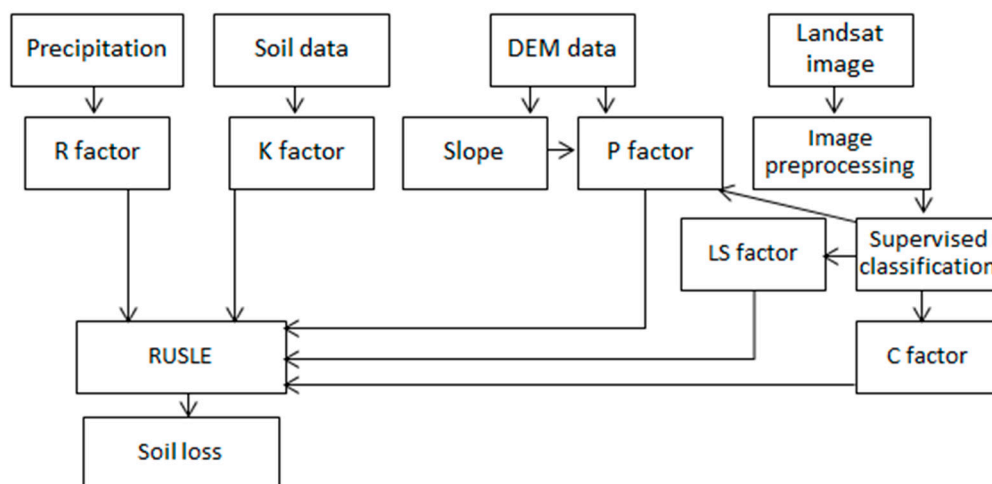 Precipitation
Soil data
DEM data
Landsat
image
R factor
K factor
Slope
P factor
Image
preprocessing
LS factor
Supervised
classification
RUSLE
C factor
Soil loss